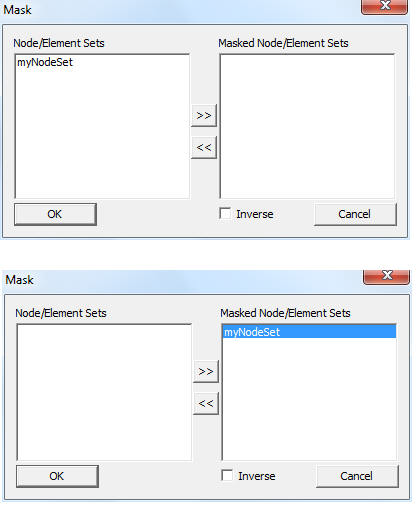 Mask
Node/Element Sets
Masked Node/Element Sets
myNodeSet
>>
<<
OK
Inverse
Cancel
Mask
Node/Element Sets
Masked Node/Element Sets
myNodeSet
>>
<<
OK
Inverse
Cancel